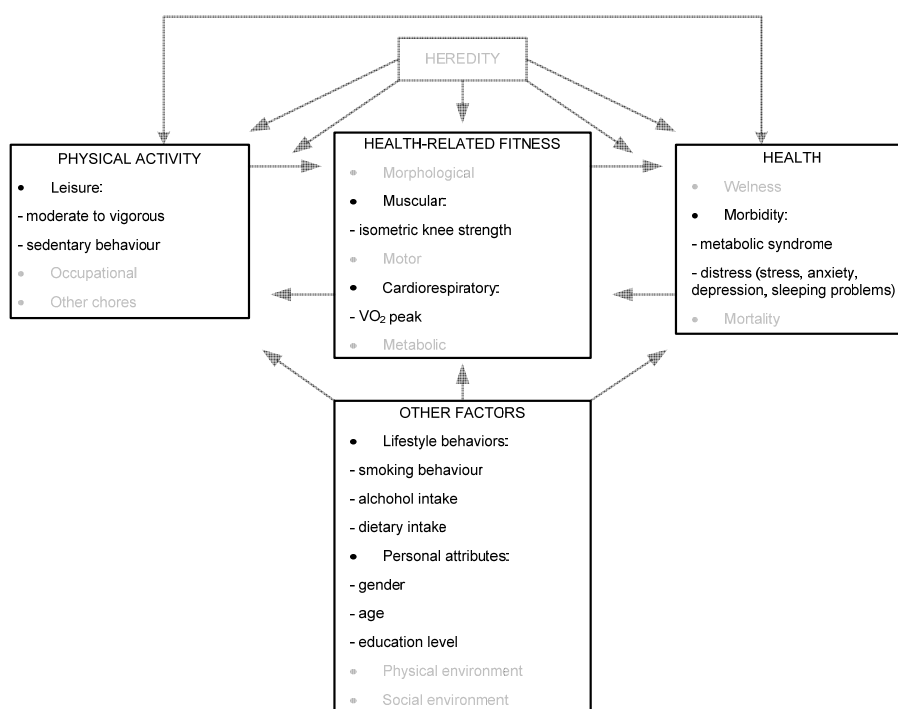 HEREDITY
PHYSICAL ACTIVITY
• Leisure:
- moderate to vigorous
- sedentary behaviour
• Occupational
• Other chores
HEALTH-RELATED FITNESS
• Morphological
• Muscular:
- isometric knee strength
• Motor
• Cardiorespiratory:
- VO2 peak
• Metabolic
HEALTH
• Welness
• Morbidity:
- metabolic syndrome
- distress (stress, anxiety,
depression, sleeping problems)
• Mortality
OTHER FACTORS
• Lifestyle behaviors:
- smoking behaviour
- alchohol intake
- dietary intake
• Personal attributes:
- gender
- age
- education level
• Physical environment
• Social environment